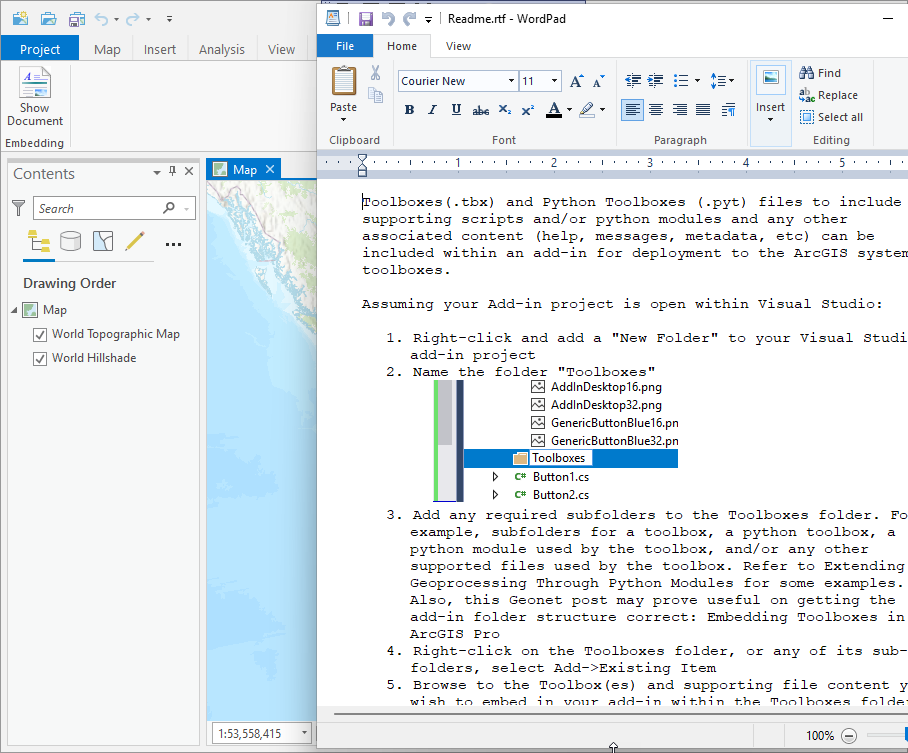 Project
Map
Insert
Analysis
View
Show
Document
Embedding
Contents
Search
Drawing Order
Map
World Topographic Map
World Hillshade
Map
1:53,558,415
Readme.rtf - WordPad
File
Home
View
Paste
Clipboard
Courier New
11
B I U abc X₂ X² A
Font
Paragraph
Insert
Find
Replace
Select all
Editing
1 2 3 4 5
Toolboxes(.tbx) and Python Toolboxes (.pyt) files to include
supporting scripts and/or python modules and any other
associated content (help, messages, metadata, etc) can be
included within an add-in for deployment to the ArcGIS system
toolboxes.
Assuming your Add-in project is open within Visual Studio:
1. Right-click and add a "New Folder" to your Visual Studi
add-in project
2. Name the folder "Toolboxes"
AddInDesktop16.png
AddInDesktop32.png
GenericButtonBlue16.pn
GenericButtonBlue32.pn
Toolboxes
C# Button1.cs
C# Button2.cs
3. Add any required subfolders to the Toolboxes folder. Fo
example, subfolders for a toolbox, a python toolbox, a
python module used by the toolbox, and/or any other
supported files used by the toolbox. Refer to Extending
Geoprocessing Through Python Modules for some examples.
Also, this Geonet post may prove useful on getting the
add-in folder structure correct: Embedding Toolboxes in
ArcGIS Pro
4. Right-click on the Toolboxes folder, or any of its sub-
folders, select Add->Existing Item
5. Browse to the Toolbox(es) and supporting file content y
wish to embed in your add-in within the Toolboxes folder
100%